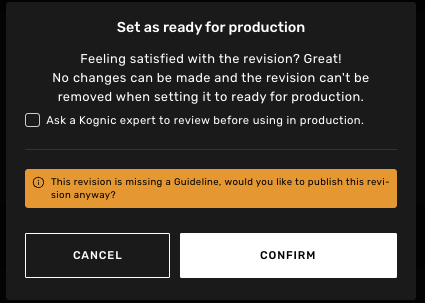 Set as ready for production
Feeling satisfied with the revision? Great!
No changes can be made and the revision can't be
removed when setting it to ready for production.
Ask a Kognic expert to review before using in production.
This revision is missing a Guideline, would you like to publish this revi-
sion anyway?
CANCEL
CONFIRM